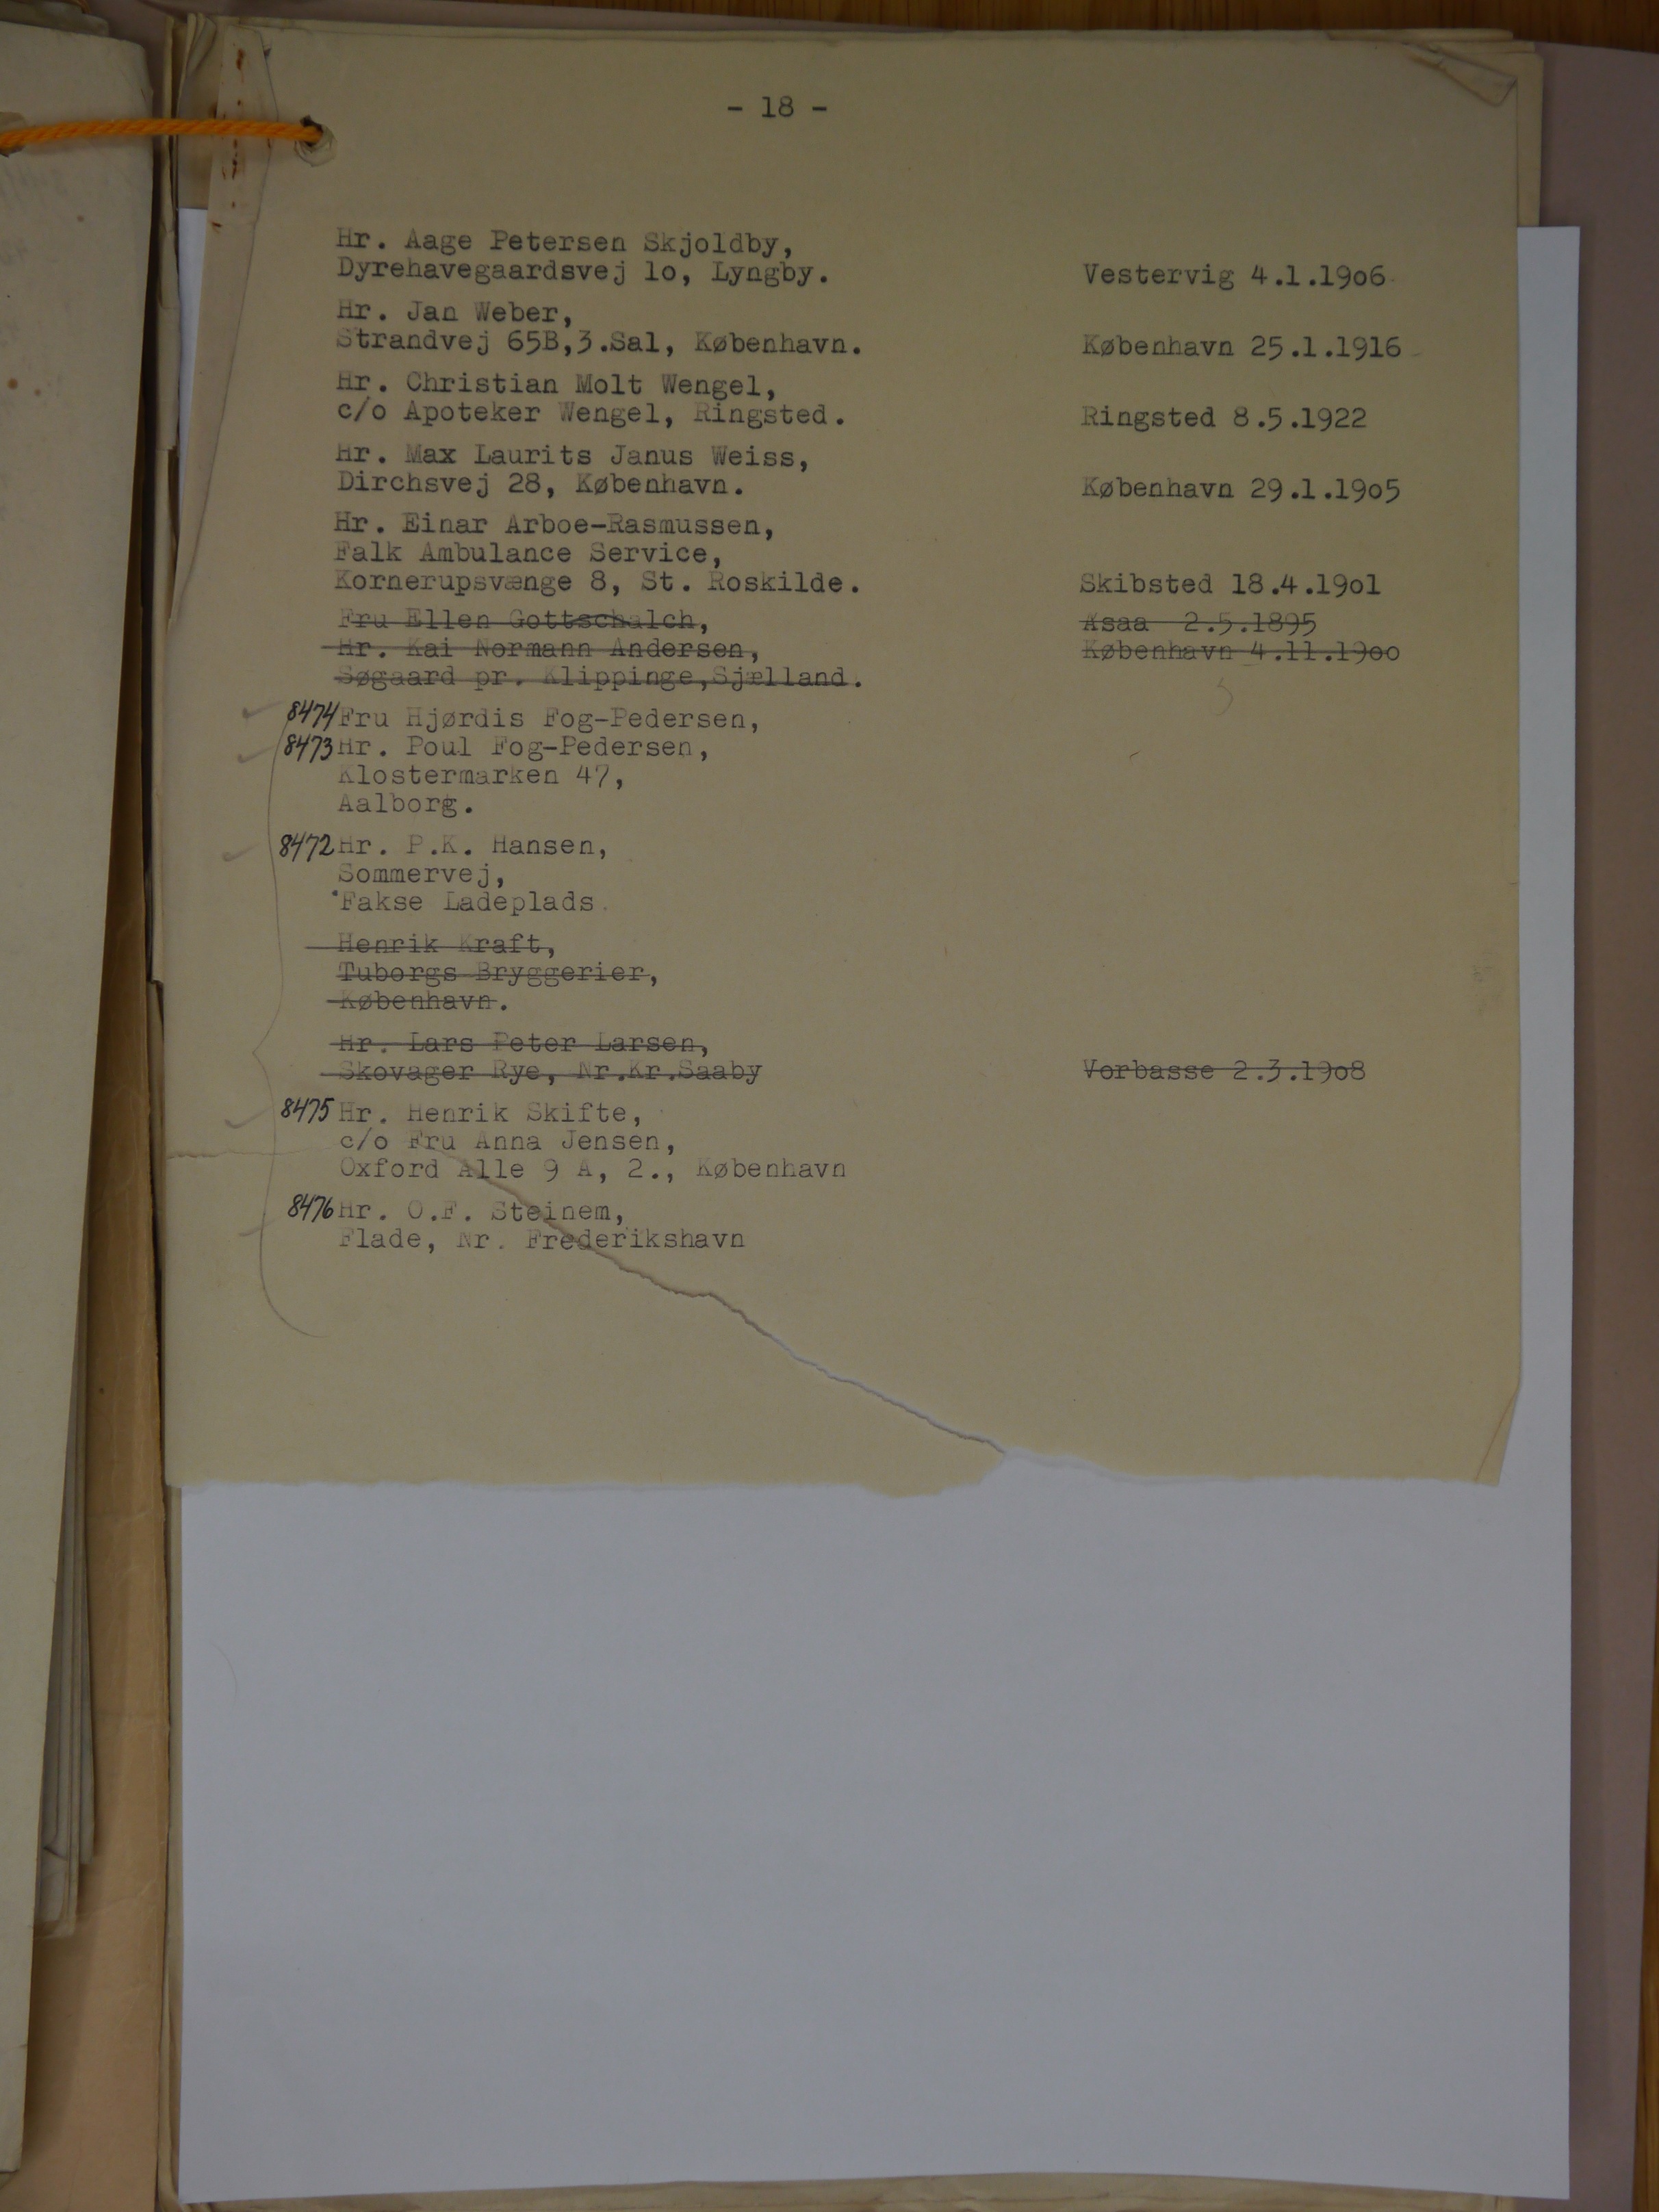 - 18 -
Hr. Aage Petersen Skjoldby,
Dyrehavegaardsvej lo, Lyngby. Vestervig 4.1.19o6
Hr. Jan Weber,
Strandvej 65B,3.Sal, København. København 25.1.1916
Hr. Christian Molt Wengel,
c/o Apoteker Wengel, Ringsted. Ringsted 8.5.1922
Hr. Max Laurits Janus Weiss,
Dirchsvej 28, København. København 29.1.19o5
Hr. Einar Arboe-Rasmussen,
Falk Ambulance Service,
Kornerupsvænge 8, St. Roskilde. Skibsted 18.4.19o1
Fru Ellen Gottschalch, Asaa 2.5.1895
Hr. Kai Normann Andersen, København 4.11.19oo
Søgaard pr. Klippinge,Sjælland.
8474 Fru Hjørdis Fog-Pedersen,
8473 Hr. Poul Fog-Pedersen,
Klostermarken 47,
Aalborg.
8472 Hr. P.K. Hansen,
Sommervej,
Fakse Ladeplads.
Henrik Kraft,
Tuborgs Bryggerier,
København.
Hr. Lars Peter Larsen,
Skovager Rye, Nr.Kr.Saaby Vorbasse 2.3.19o8
8475 Hr. Henrik Skifte,
c/o Fru Anna Jensen,
Oxford Alle 9 A, 2., København
8476 Hr. O.F. Steinem,
Flade, Nr. Frederikshavn